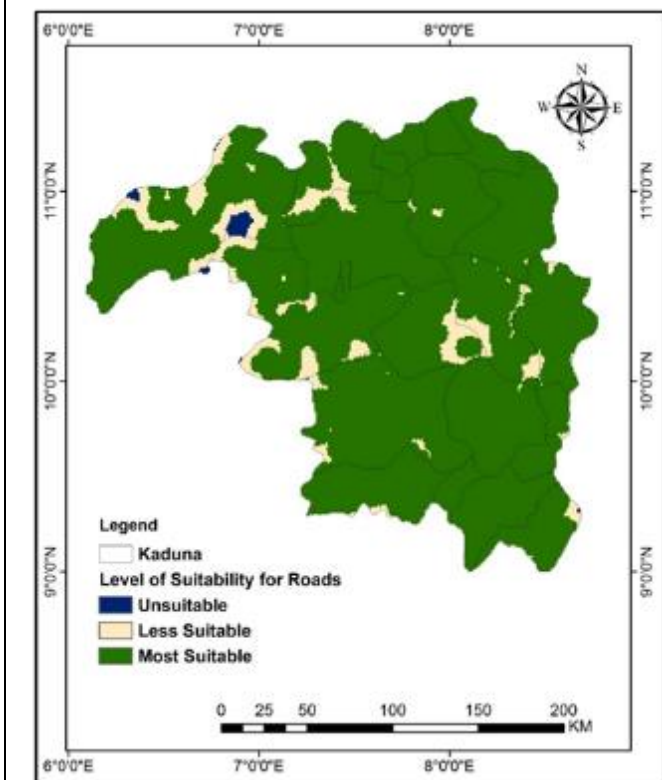 6°0'0"E 7°0'0"E 8°0'0"E
N
W E
S
11°0'0"N 11°0'0"N
10°0'0"N 10°0'0"N
9°0'0"N 9°0'0"N
Legend
Kaduna
Level of Suitability for Roads
Unsuitable
Less Suitable
Most Suitable
0 25 50 100 150 200
KM
6°0'0"E 7°0'0"E 8°0'0"E